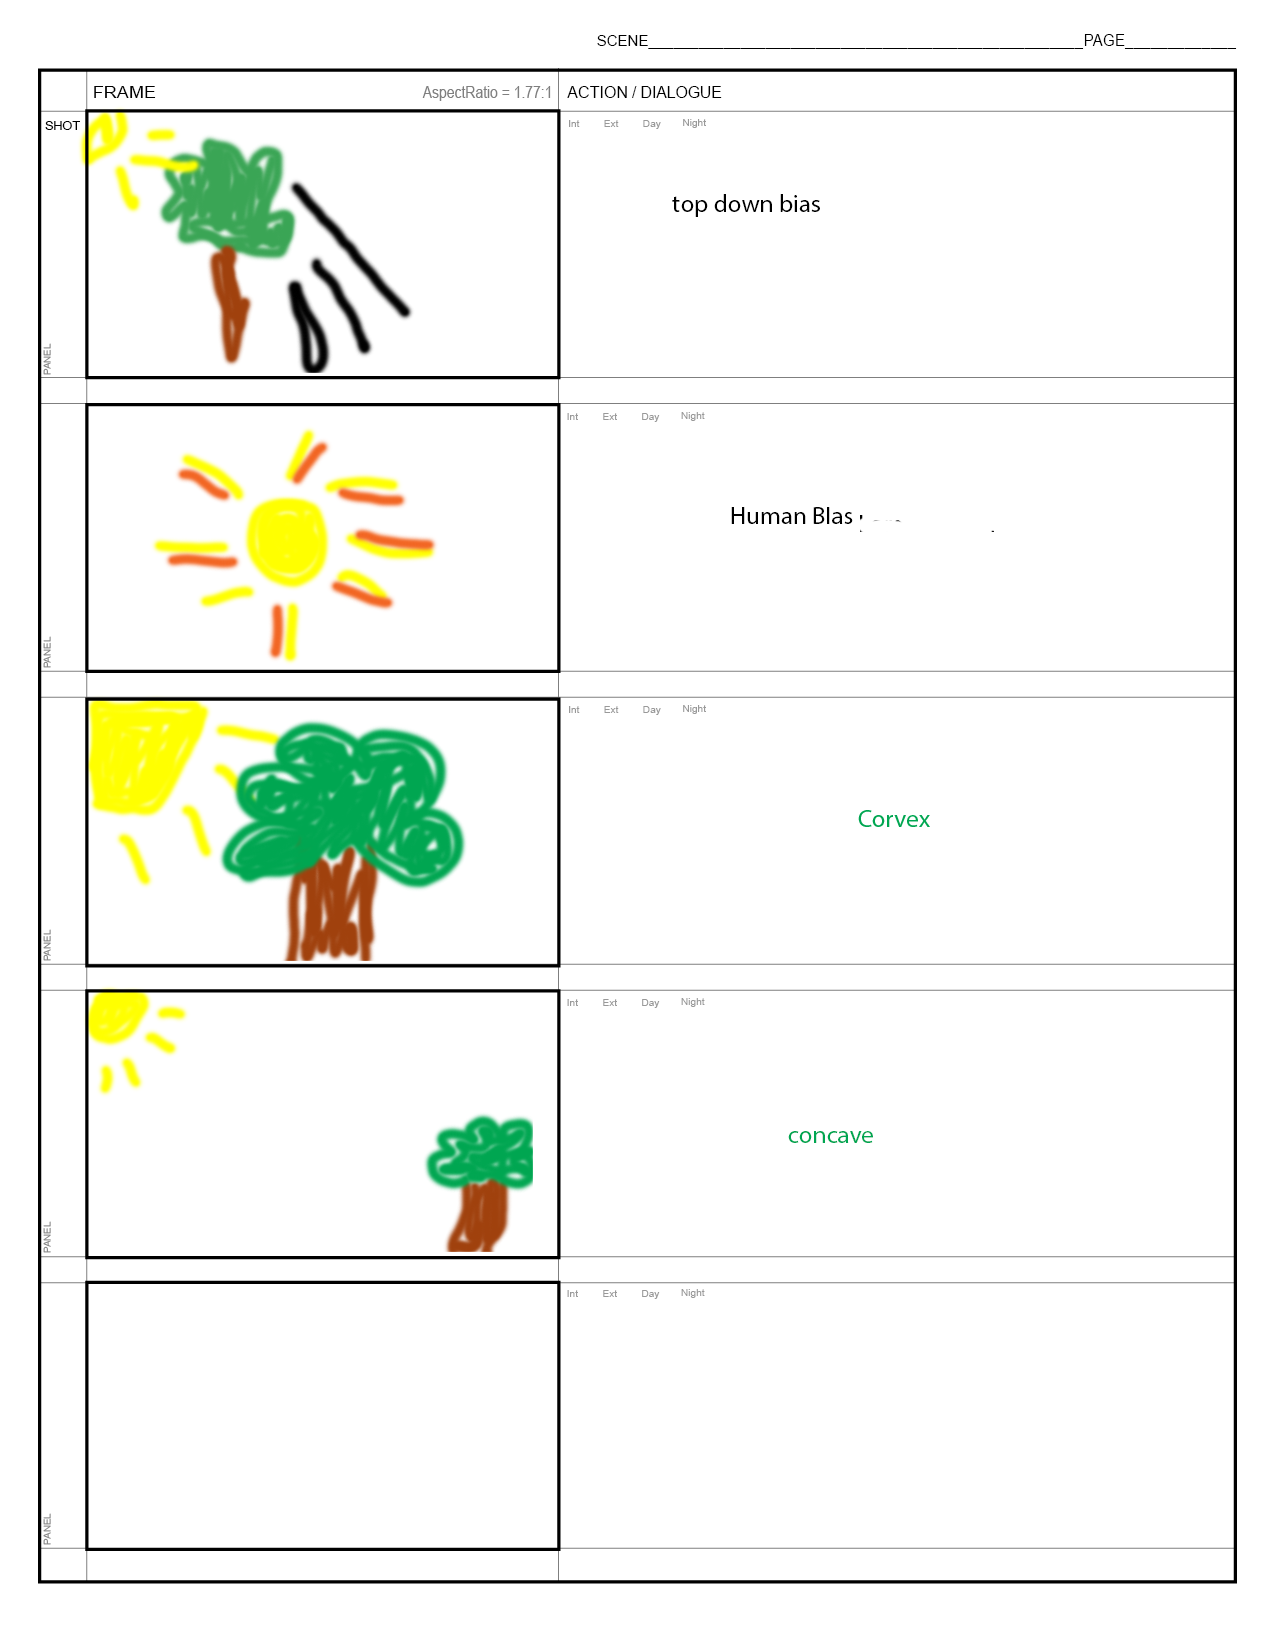 SCENE____________________________________________________PAGE_____________
FRAME AspectRatio = 1.77:1 ACTION / DIALOGUE
SHOT Int Ext Day Night
top down bias
PANEL
Int Ext Day Night
Human Blas
PANEL
Int Ext Day Night
Corvex
PANEL
Int Ext Day Night
concave
PANEL
Int Ext Day Night
PANEL